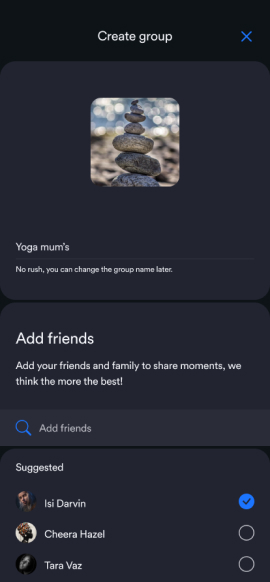 Create group
Yoga mum's
No rush, you can change the group name later.
Add friends
Add your friends and family to share moments, we
think the more the best!
Add friends
Suggested
Isi Darvin
Cheera Hazel
Tara Vaz